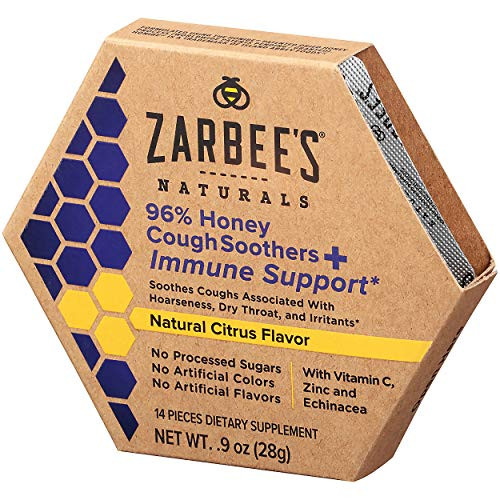 ZARBEE'S®
NATURALS
96% Honey
CoughSoothers +
Immune Support*
Soothes Coughs Associated With
Hoarseness, Dry Throat, and Irritants*
Natural Citrus Flavor
No Processed Sugars
No Artificial Colors
No Artificial Flavors
With Vitamin C,
Zinc and
Echinacea
14 PIECES DIETARY SUPPLEMENT
NET WT. .9 oz (28g)